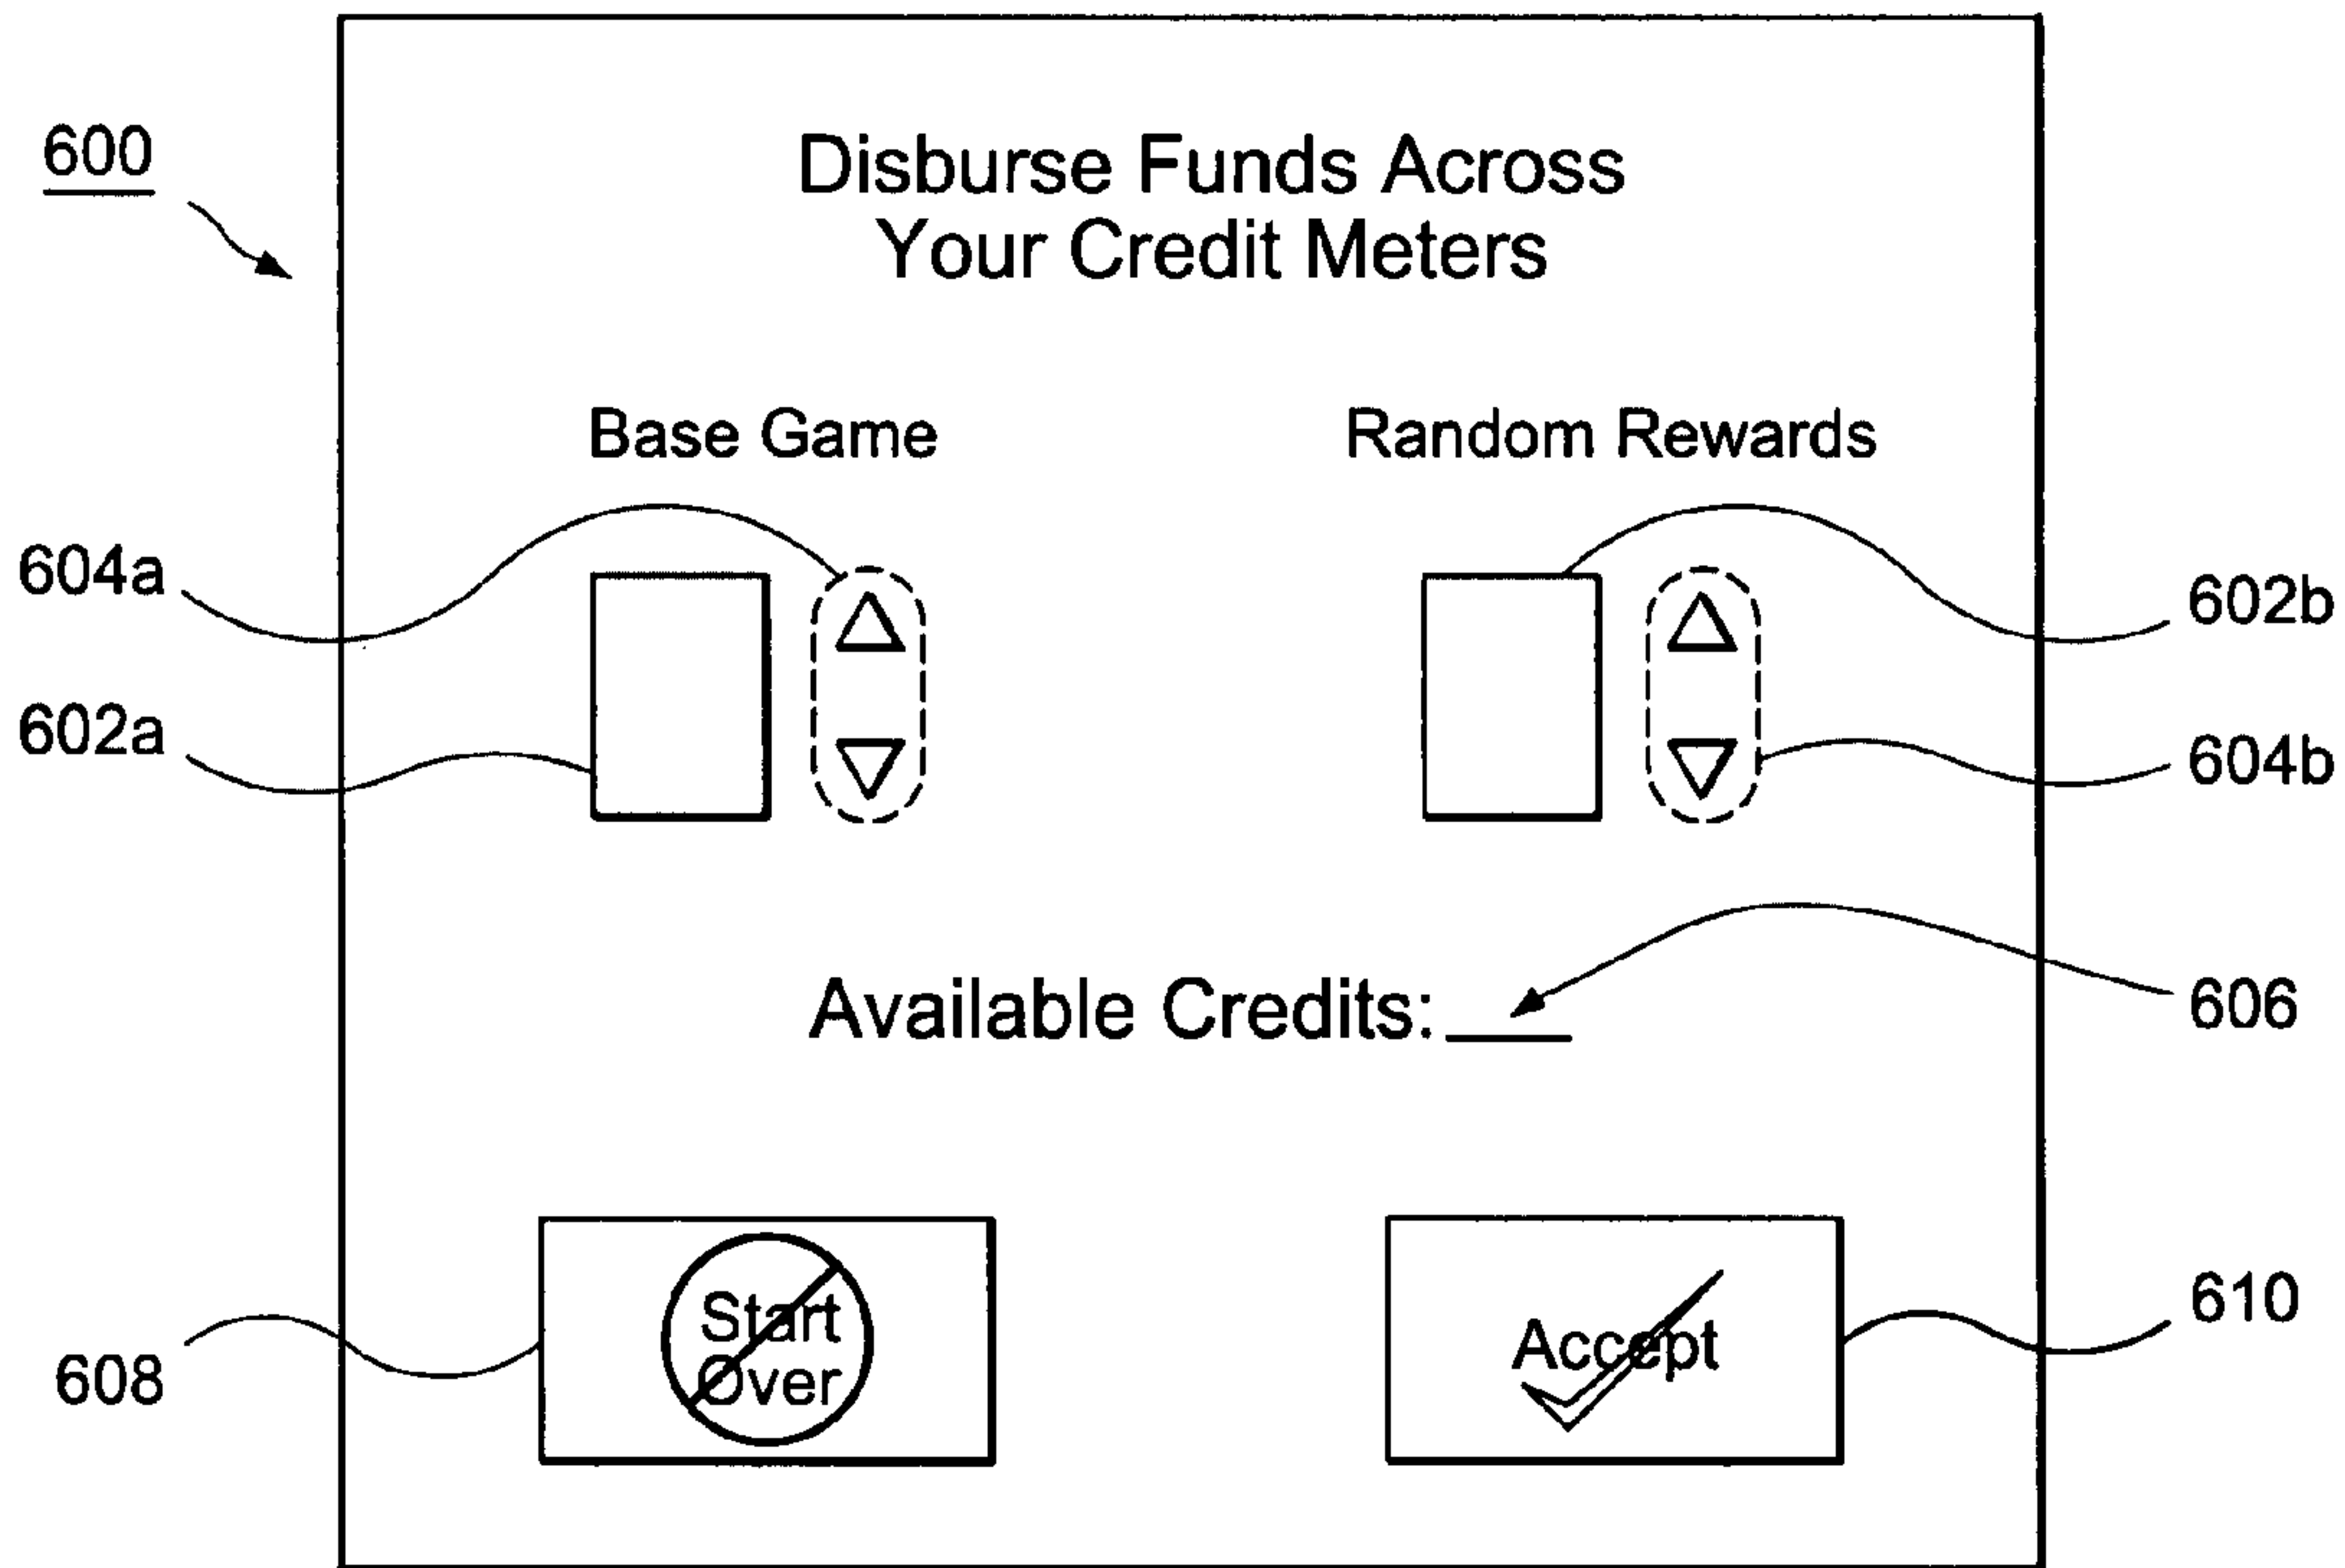 600
Disburse Funds Across
Your Credit Meters
Base Game
Random Rewards
604a
602b
602a
604b
Available Credits:
606
Start
Over
Accept
608
610